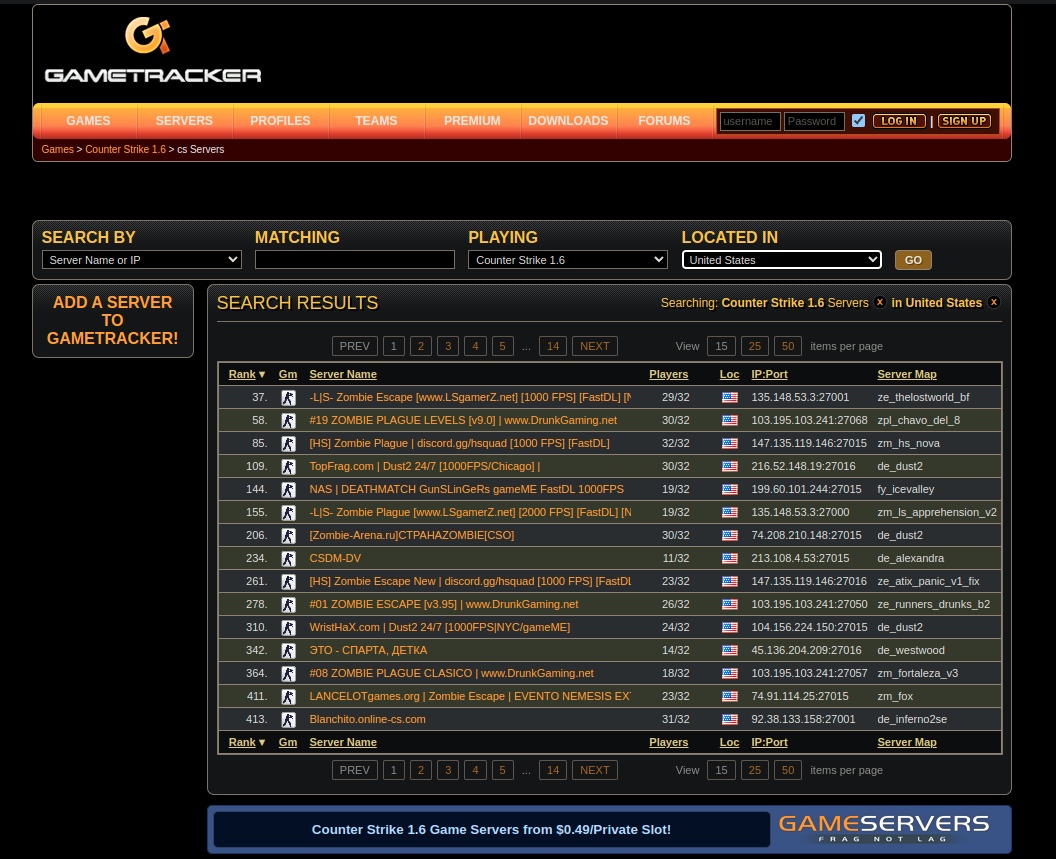 GAMETRACKER
GAMES SERVERS PROFILES TEAMS PREMIUM DOWNLOADS FORUMS username Password LOG IN | SIGN UP
Games > Counter Strike 1.6 > cs Servers
SEARCH BY MATCHING PLAYING LOCATED IN
Server Name or IP Counter Strike 1.6 United States GO
ADD A SERVER
TO
GAMETRACKER!
SEARCH RESULTS Searching: Counter Strike 1.6 Servers x in United States x
PREV 1 2 3 4 5 ... 14 NEXT View 15 25 50 items per page
Rank▼ Gm Server Name Players Loc IP:Port Server Map
37. -L|S- Zombie Escape [www.LSgamerZ.net] [1000 FPS] [FastDL] [N 29/32 135.148.53.3:27001 ze_thelostworld_bf
58. #19 ZOMBIE PLAGUE LEVELS [v9.0] | www.DrunkGaming.net 30/32 103.195.103.241:27068 zpl_chavo_del_8
85. [HS] Zombie Plague | discord.gg/hsquad [1000 FPS] [FastDL] 32/32 147.135.119.146:27015 zm_hs_nova
109. TopFrag.com | Dust2 24/7 [1000FPS/Chicago] | 30/32 216.52.148.19:27016 de_dust2
144. NAS | DEATHMATCH GunSLinGeRs gameME FastDL 1000FPS 19/32 199.60.101.244:27015 fy_icevalley
155. -L|S- Zombie Plague [www.LSgamerZ.net] [2000 FPS] [FastDL] [N 19/32 135.148.53.3:27000 zm_ls_apprehension_v2
206. [Zombie-Arena.ru]СТРАНАZOMBIE[CSO] 30/32 74.208.210.148:27015 de_dust2
234. CSDM-DV 11/32 213.108.4.53:27015 de_alexandra
261. [HS] Zombie Escape New | discord.gg/hsquad [1000 FPS] [FastDL 23/32 147.135.119.146:27016 ze_atix_panic_v1_fix
278. #01 ZOMBIE ESCAPE [v3.95] | www.DrunkGaming.net 26/32 103.195.103.241:27050 ze_runners_drunks_b2
310. WristHaX.com | Dust2 24/7 [1000FPS|NYC/gameME] 24/32 104.156.224.150:27015 de_dust2
342. ЭТО - СПАРТА, ДЕТКА 14/32 45.136.204.209:27016 de_westwood
364. #08 ZOMBIE PLAGUE CLASICO | www.DrunkGaming.net 18/32 103.195.103.241:27057 zm_fortaleza_v3
411. LANCELOTgames.org | Zombie Escape | EVENTO NEMESIS EX 23/32 74.91.114.25:27015 zm_fox
413. Blanchito.online-cs.com 31/32 92.38.133.158:27001 de_inferno2se
Rank▼ Gm Server Name Players Loc IP:Port Server Map
PREV 1 2 3 4 5 ... 14 NEXT View 15 25 50 items per page
Counter Strike 1.6 Game Servers from $0.49/Private Slot! GAMESERVERS
FRAG NOT LAG